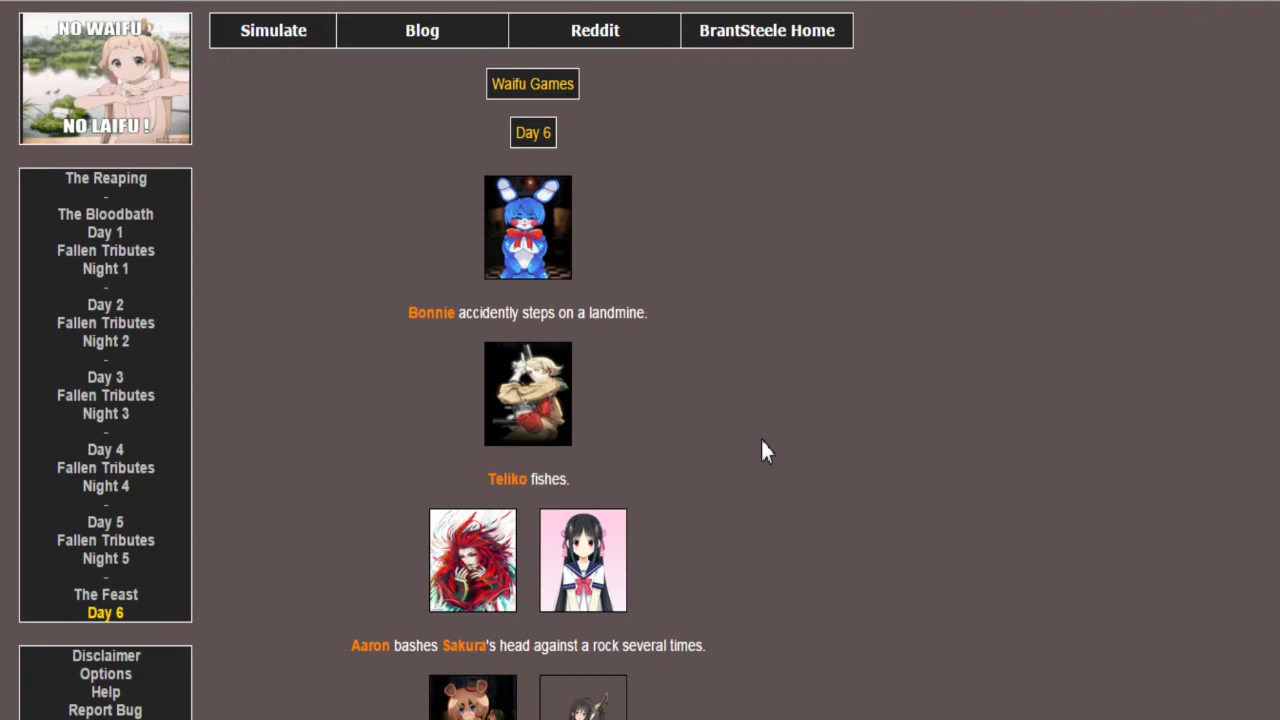 NO WAIFU
NO LAIFU !
Simulate
Blog
Reddit
BrantSteele Home
Waifu Games
Day 6
The Reaping
-
The Bloodbath
Day 1
Fallen Tributes
Night 1
-
Day 2
Fallen Tributes
Night 2
-
Day 3
Fallen Tributes
Night 3
-
Day 4
Fallen Tributes
Night 4
-
Day 5
Fallen Tributes
Night 5
-
The Feast
Day 6
Disclaimer
Options
Help
Report Bug
Bonnie accidently steps on a landmine.
Teliko fishes.
Aaron bashes Sakura's head against a rock several times.